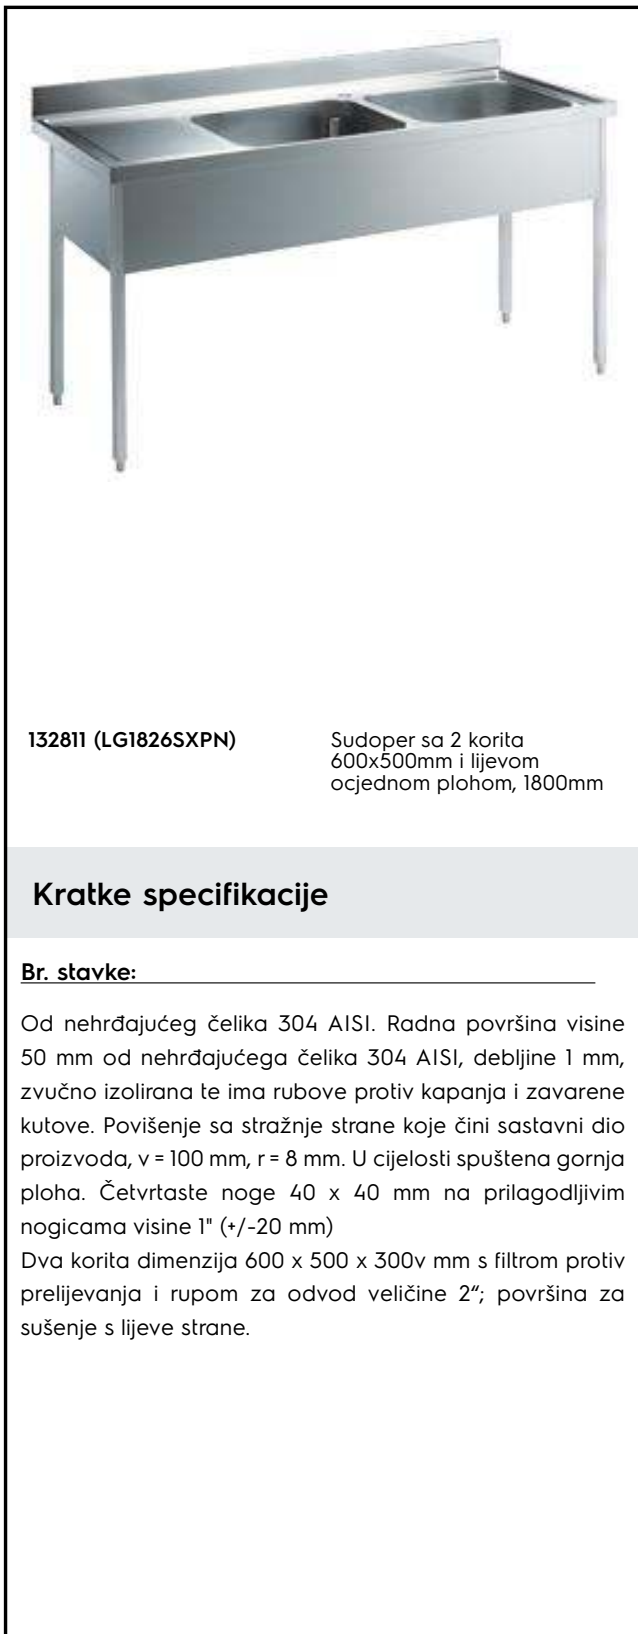 132811 (LG1826SXPN)
Sudoper sa 2 korita
600x500mm i lijevom
ocjednom plohom, 1800mm
Kratke specifikacije
Br. stavke:
Od nehrđajućeg čelika 304 AISI. Radna površina visine
50 mm od nehrđajućega čelika 304 AISI, debljine 1 mm,
zvučno izolirana te ima rubove protiv kapanja i zavarene
kutove. Povišenje sa stražnje strane koje čini sastavni dio
proizvoda, v = 100 mm, r = 8 mm. U cijelosti spuštena gornja
ploha. Četvrtaste noge 40 x 40 mm na prilagodljivim
nogicama visine 1" (+/-20 mm)
Dva korita dimenzija 600 x 500 x 300v mm s filtrom protiv
prelijevanja i rupom za odvod veličine 2“; površina za
sušenje s lijeve strane.